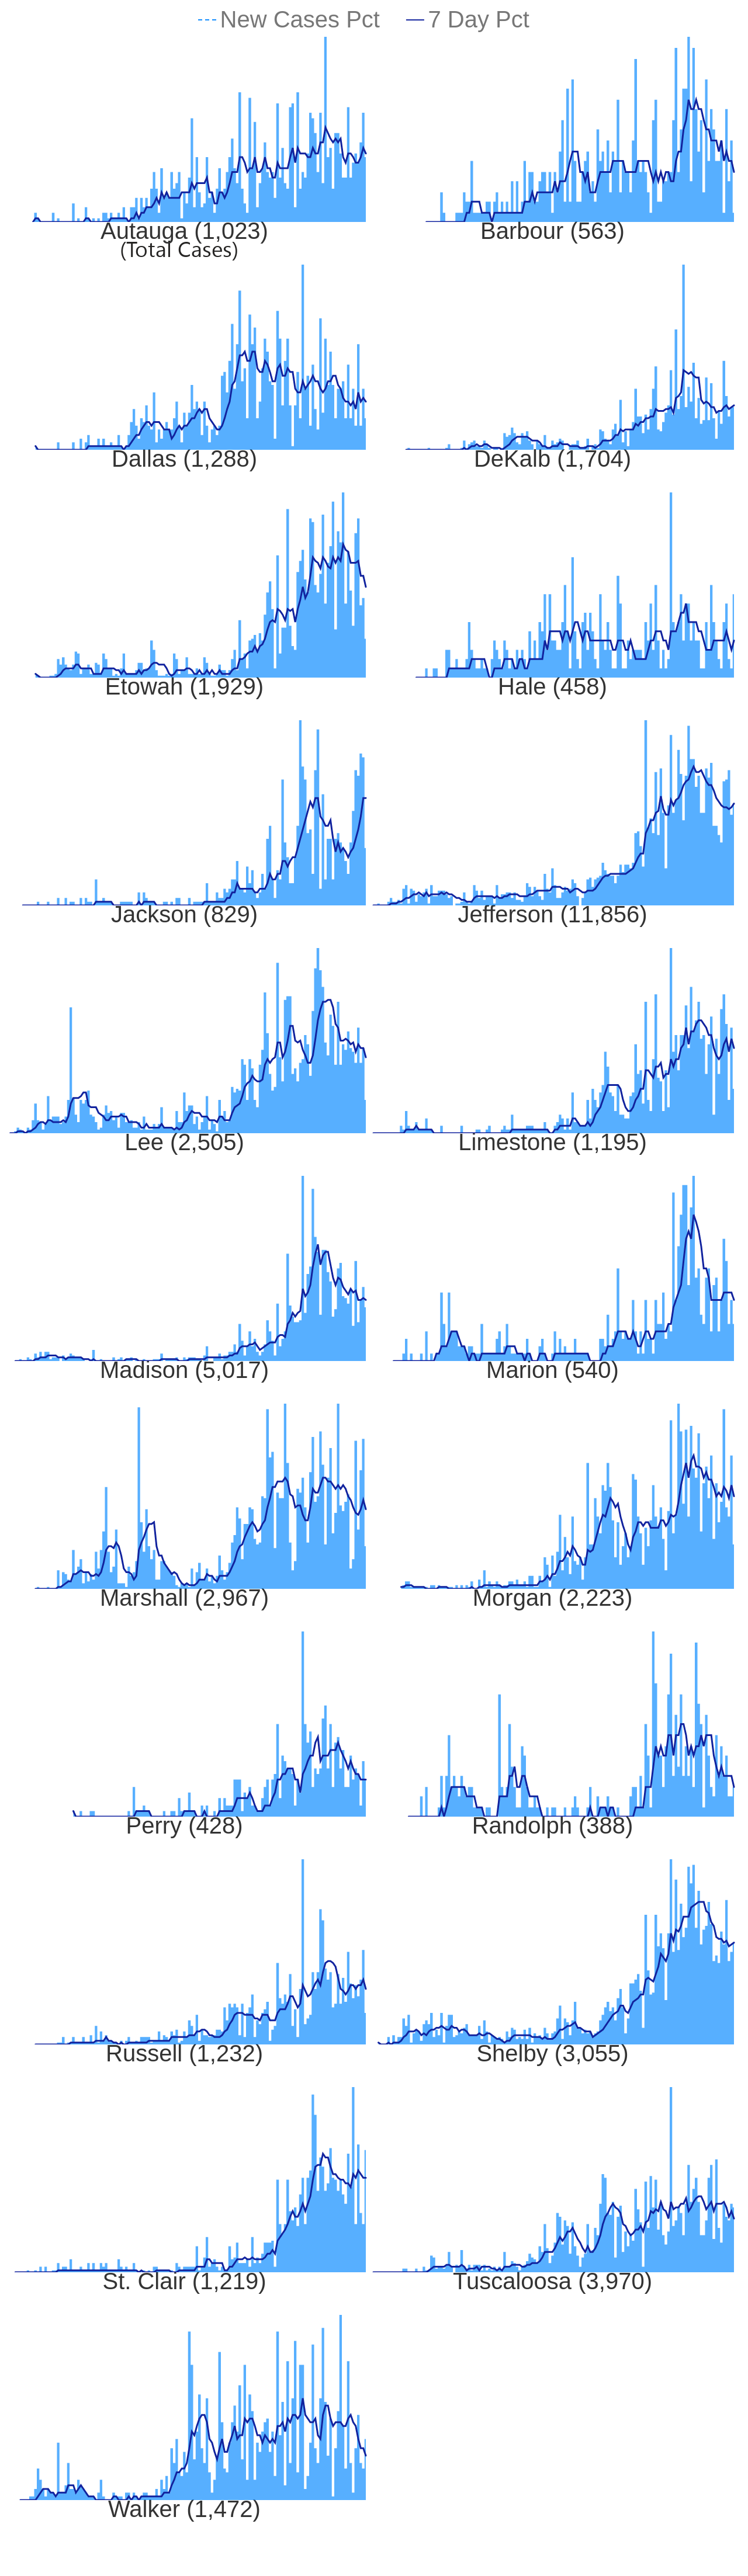 New Cases Pct 7 Day Pct
Autauga (1,023) Barbour (563)
(Total Cases)
Dallas (1,288) DeKalb (1,704)
Etowah (1,929) Hale (458)
Jackson (829) Jefferson (11,856)
Lee (2,505) Limestone (1,195)
Madison (5,017) Marion (540)
Marshall (2,967) Morgan (2,223)
Perry (428) Randolph (388)
Russell (1,232) Shelby (3,055)
St. Clair (1,219) Tuscaloosa (3,970)
Walker (1,472)